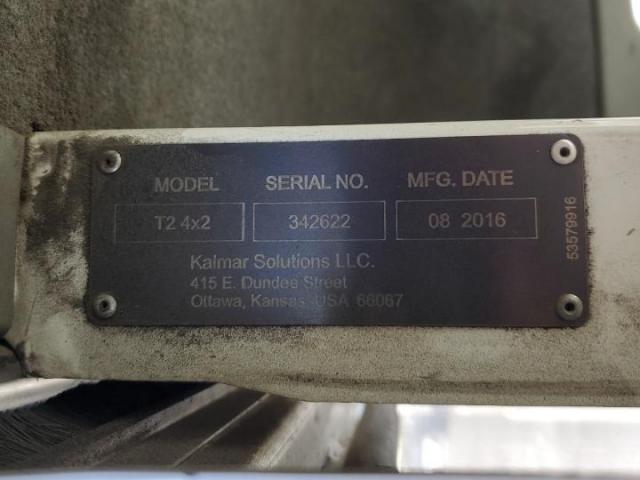 MODEL SERIAL NO. MFG. DATE
T2 4x2 342622 08 2016
Kalmar Solutions LLC.
415 E. Dundee Street
Ottawa, Kansas USA 66067
53579916